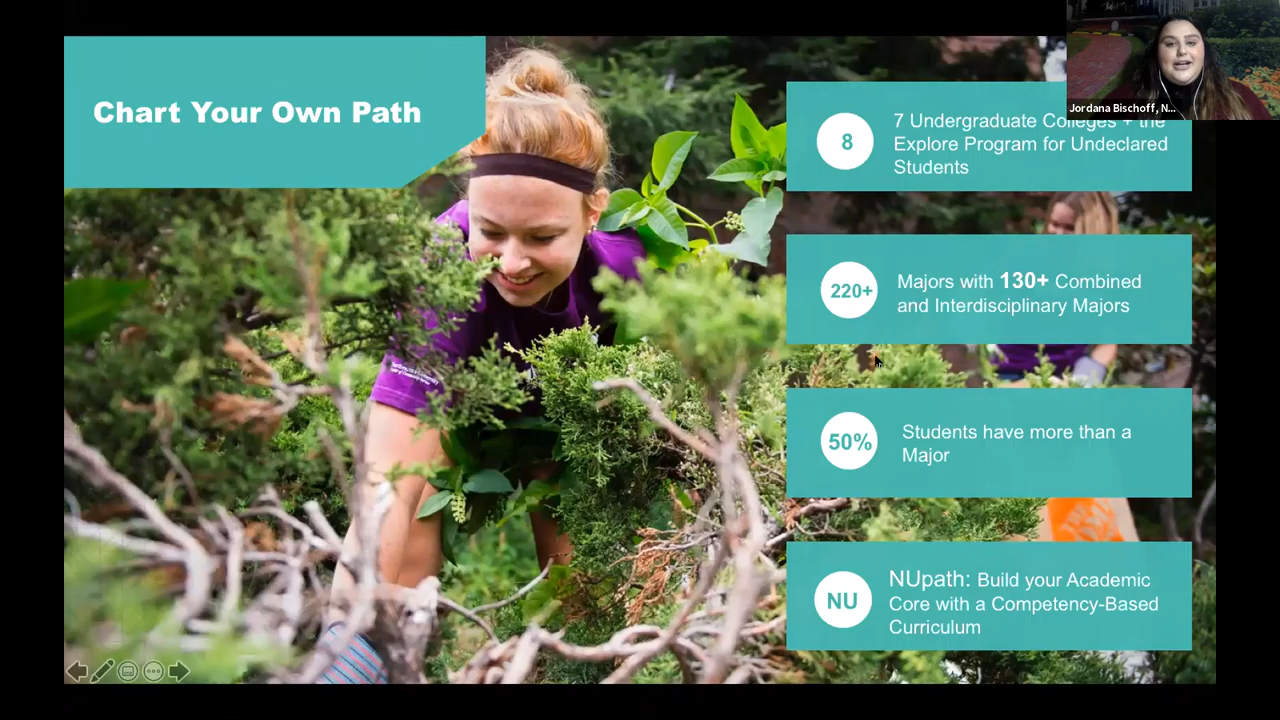 Chart Your Own Path
Jordana Bischoff, N...
8
7 Undergraduate Colleges + the
Explore Program for Undeclared
Students
220+
Majors with 130+ Combined
and Interdisciplinary Majors
50%
Students have more than a
Major
NU
NUpath: Build your Academic
Core with a Competency-Based
Curriculum